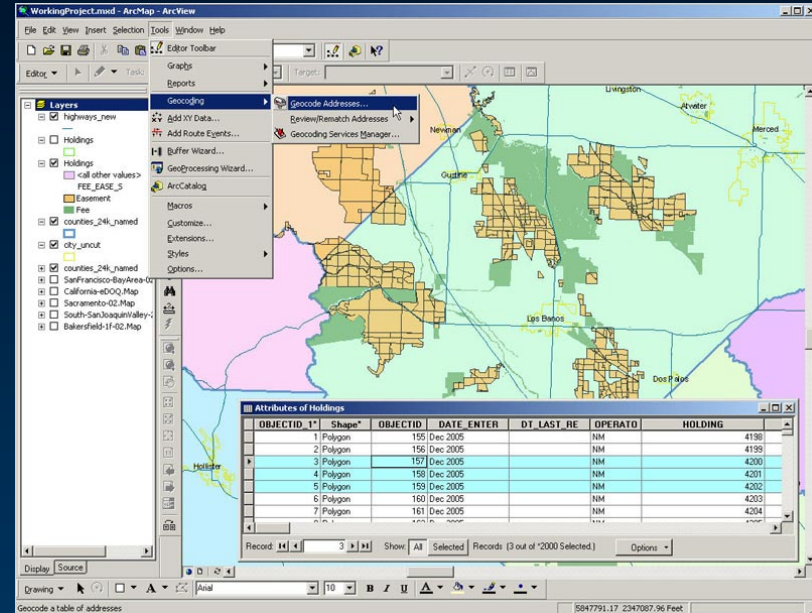 WorkingProject.mxd - ArcMap - ArcView
File Edit View Insert Selection Tools Window Help
Editor Task: Target:
Editor Toolbar
Graphs
Reports
Geocoding
Add XY Data...
Add Route Events...
Buffer Wizard...
GeoProcessing Wizard...
ArcCatalog
Macros
Customize...
Extensions...
Styles
Options...
Geocode Addresses...
Review/Rematch Addresses
Geocoding Services Manager...
Layers
highways_new
Holdings
Holdings
<all other values>
FEE_EASE_S
Easement
Fee
counties_24k_named
city_uncut
counties_24k_named
SanFrancisco-BayArea-02
California-eDOQ.Map
Sacramento-02.Map
South-SanJoaquinValley-
Bakersfield-1f-02.Map
Livingston
Atwater
Merced
Newman
Gustine
Los Banos
Dos Palos
Hollister
Attributes of Holdings
OBJECTID_1* Shape* OBJECTID DATE_ENTER DT_LAST_RE OPERATO HOLDING
1 Polygon 155 Dec 2005 NM 4198
2 Polygon 156 Dec 2005 NM 4199
3 Polygon 157 Dec 2005 NM 4200
4 Polygon 158 Dec 2005 NM 4201
5 Polygon 159 Dec 2005 NM 4202
6 Polygon 160 Dec 2005 NM 4203
7 Polygon 161 Dec 2005 NM 4204
Record: 3 Show: All Selected Records (3 out of *2000 Selected.) Options
Display Source
Drawing A Arial 10 B I U A
Geocode a table of addresses 5847791.17 2347087.96 Feet